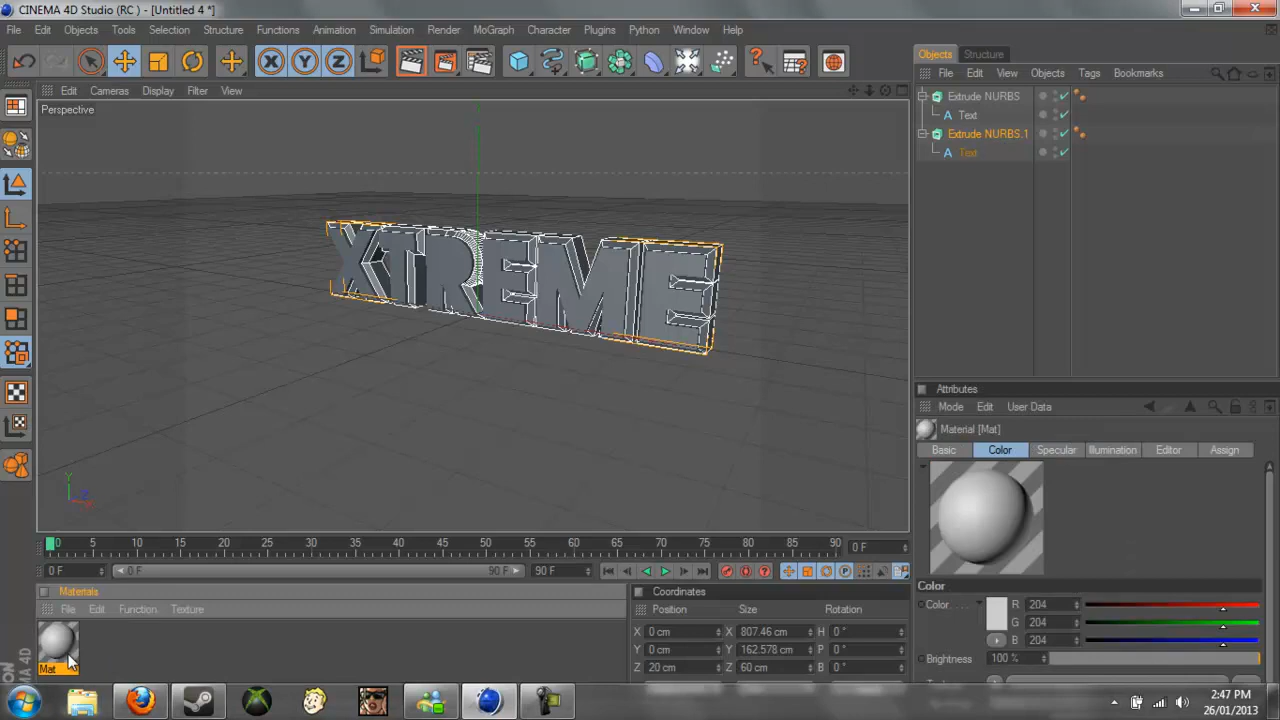 CINEMA 4D Studio (RC ) - [Untitled 4 *]
File Edit Objects Tools Selection Structure Functions Animation Simulation Render MoGraph Character Plugins Python Window Help
Objects Structure
File Edit View Objects Tags Bookmarks
Edit Cameras Display Filter View
Perspective
Extrude NURBS
Text
Extrude NURBS.1
Text
XTREME
Y
Z
X
Attributes
Mode Edit User Data
Material [Mat]
Basic Color Specular Illumination Editor Assign
0 5 10 15 20 25 30 35 40 45 50 55 60 65 70 75 80 85 90 0 F
0 F 0 F 90 F 90 F
Materials
File Edit Function Texture
Mat
Coordinates
Position Size Rotation
X 0 cm X 807.46 cm H 0 °
Y 0 cm Y 162.578 cm P 0 °
Z 20 cm Z 60 cm B 0 °
Color
Color . . . . R 204
G 204
B 204
Brightness 100 %
CINEMA 4D
2:47 PM
26/01/2013